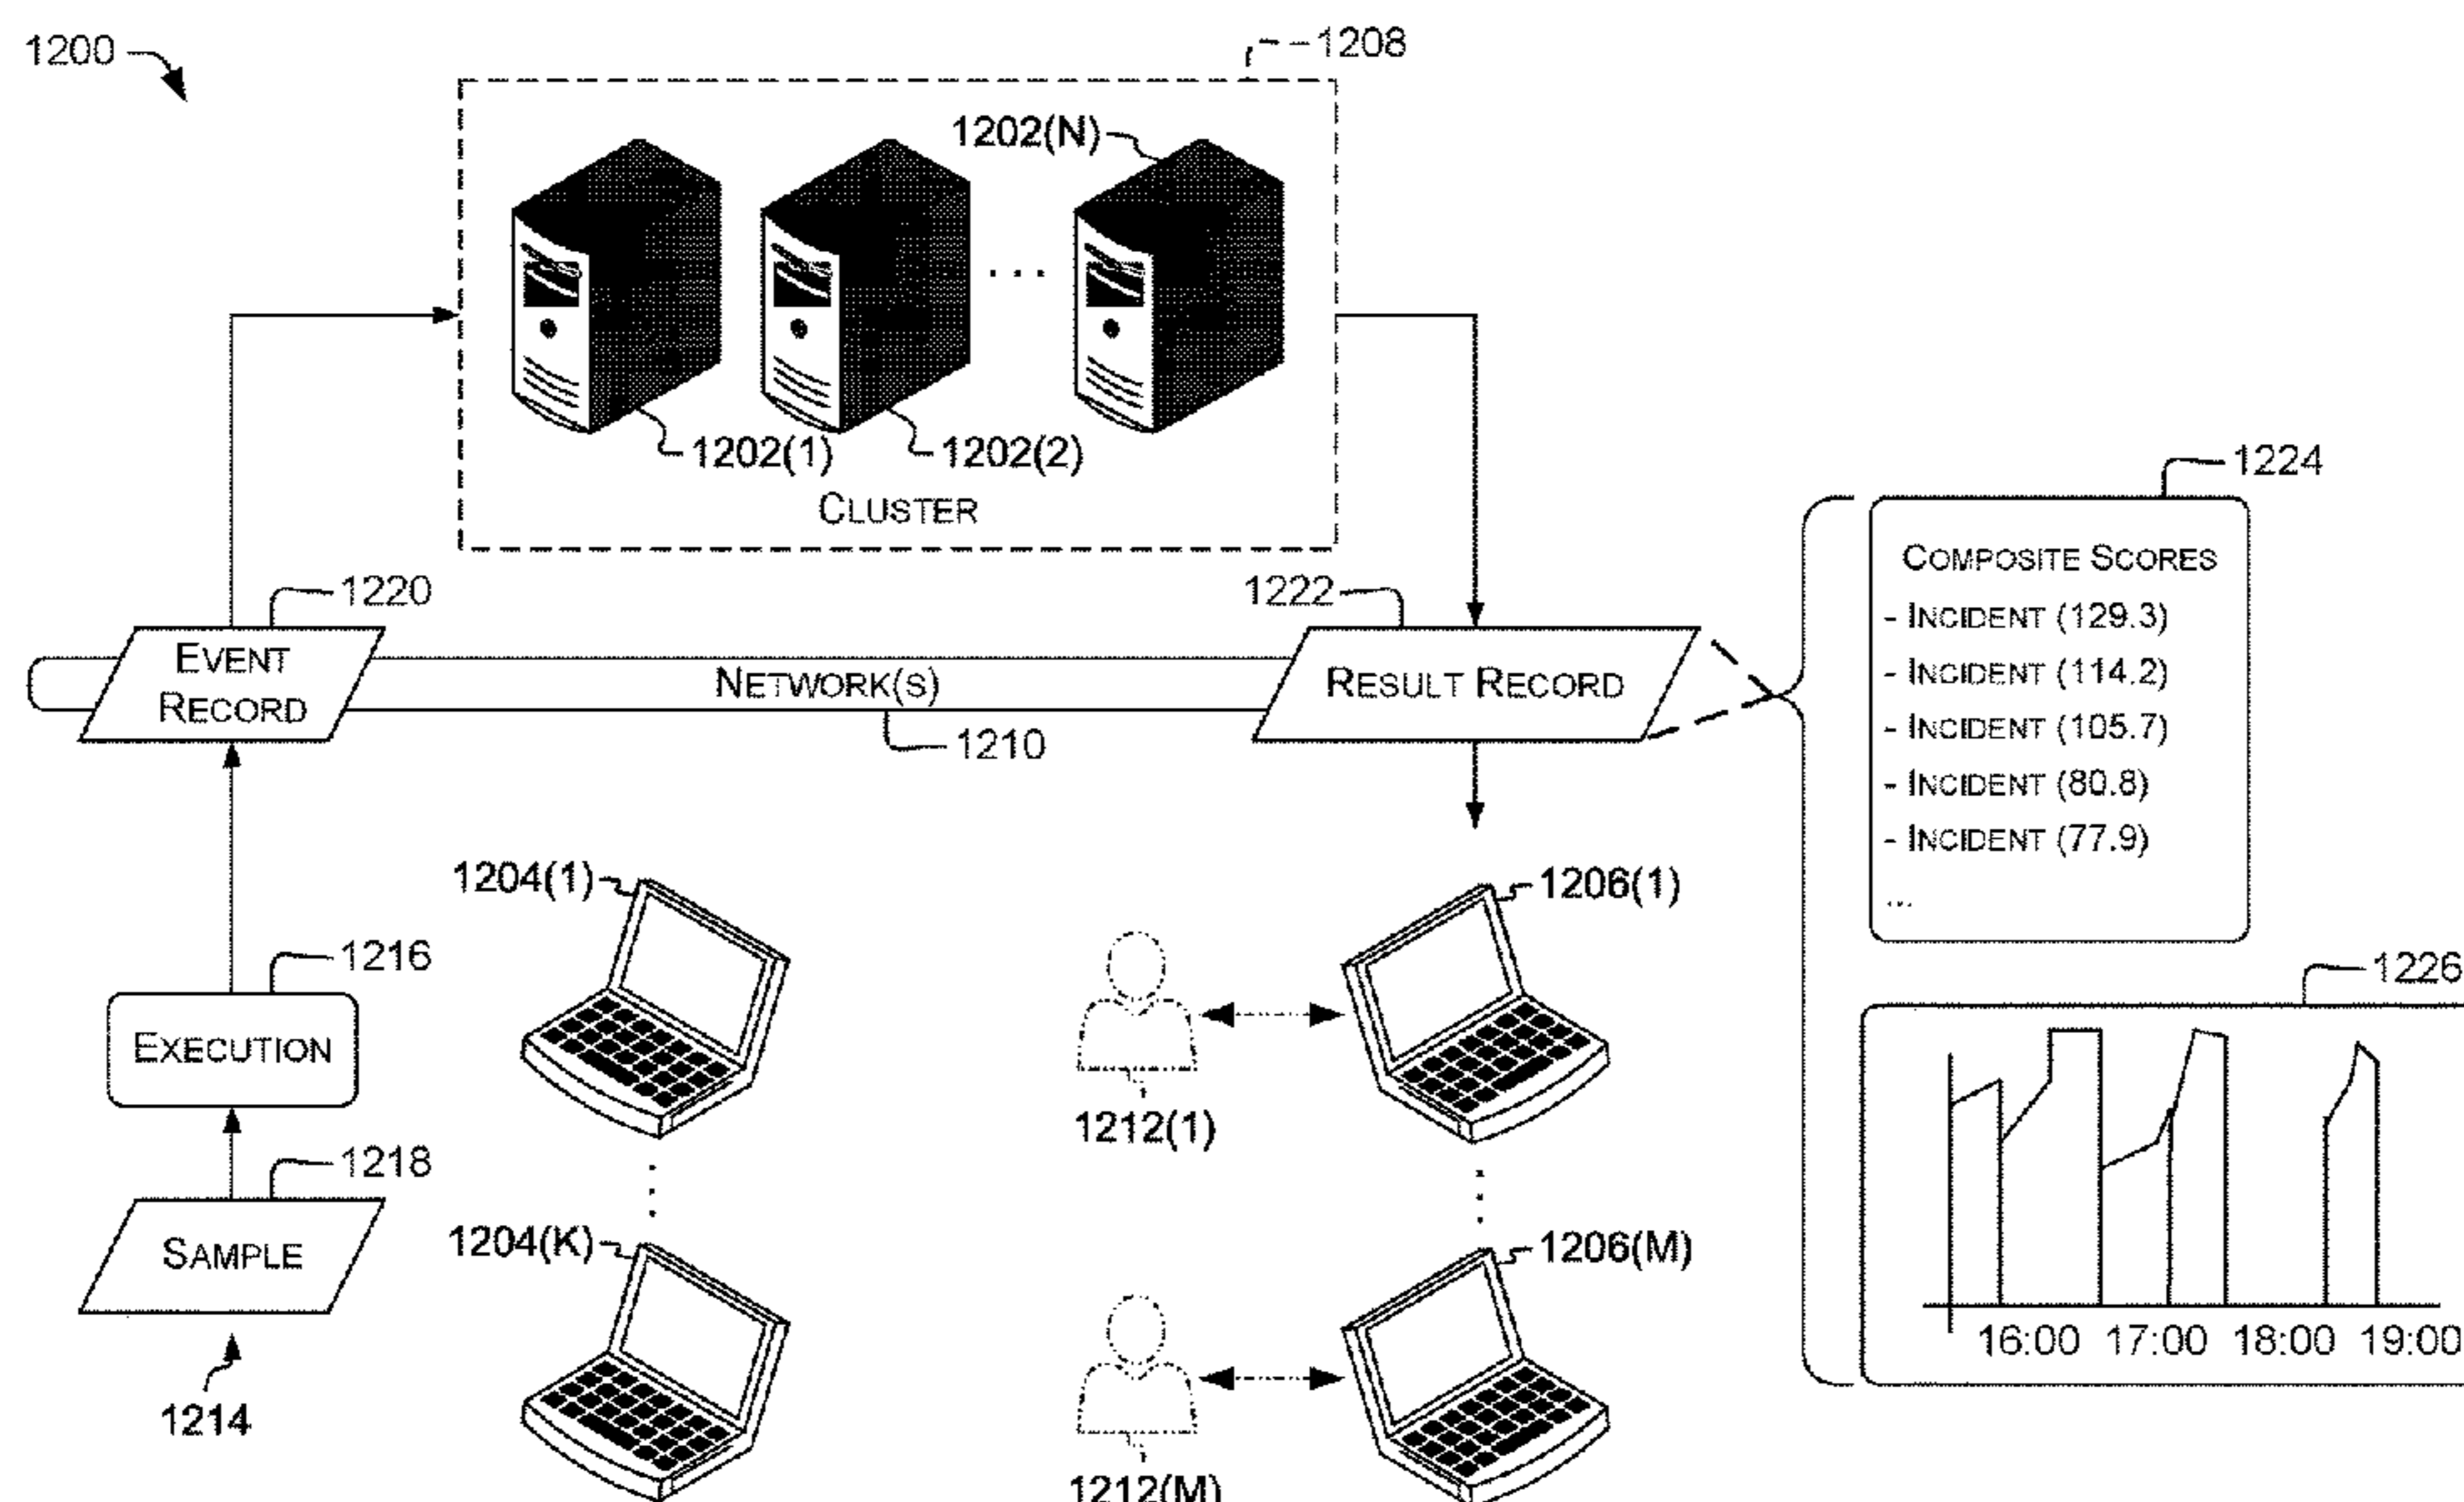 1200
1208
1202(N)
...
1202(1)
1202(2)
CLUSTER
1224
COMPOSITE SCORES
- INCIDENT (129.3)
- INCIDENT (114.2)
- INCIDENT (105.7)
- INCIDENT (80.8)
- INCIDENT (77.9)
...
1220
1222
EVENT
RECORD
NETWORK(S)
RESULT RECORD
1210
1204(1)
1206(1)
1216
1226
EXECUTION
1212(1)
1218
SAMPLE
1204(K)
1206(M)
16:00 17:00 18:00 19:00
1214
1212(M)